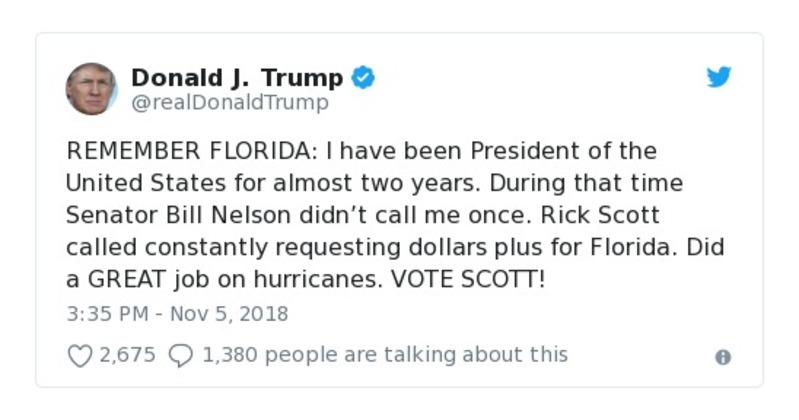 Donald J. Trump
@realDonaldTrump
REMEMBER FLORIDA: I have been President of the
United States for almost two years. During that time
Senator Bill Nelson didn’t call me once. Rick Scott
called constantly requesting dollars plus for Florida. Did
a GREAT job on hurricanes. VOTE SCOTT!
3:35 PM - Nov 5, 2018
2,675 1,380 people are talking about this